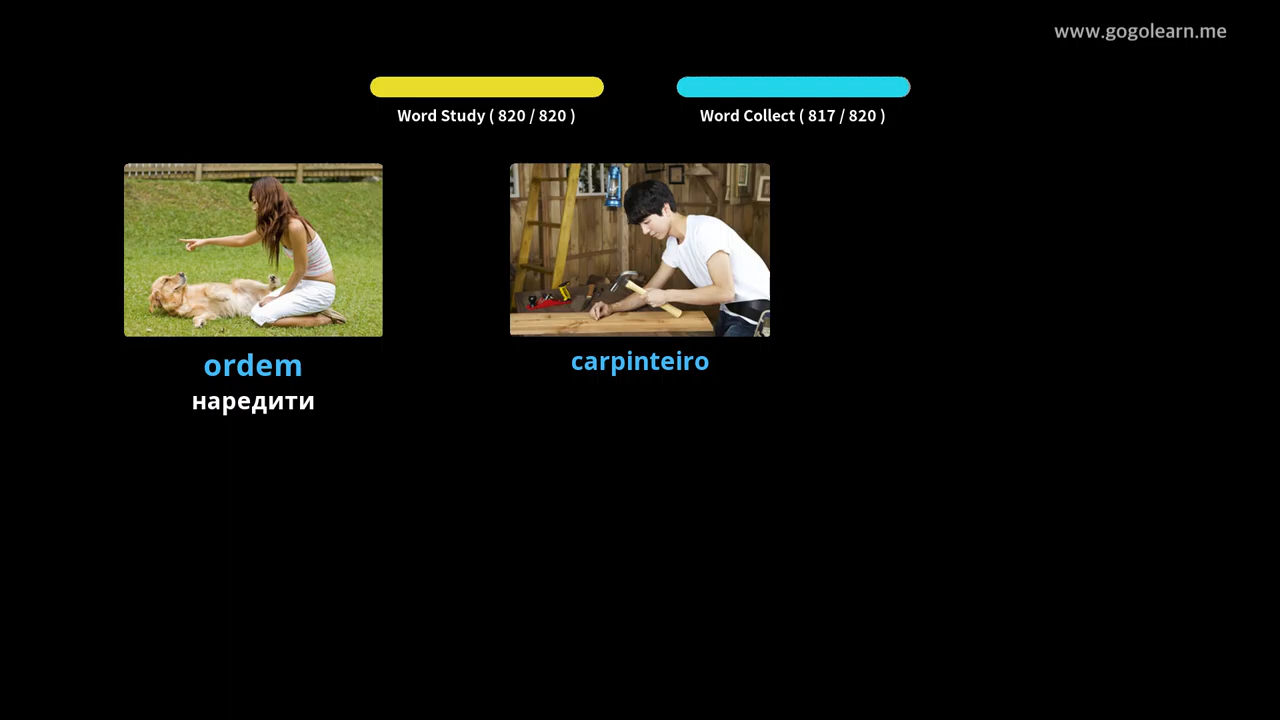 www.gogolearn.me
Word Study ( 820 / 820 )
Word Collect ( 817 / 820 )
ordem
наредити
carpinteiro